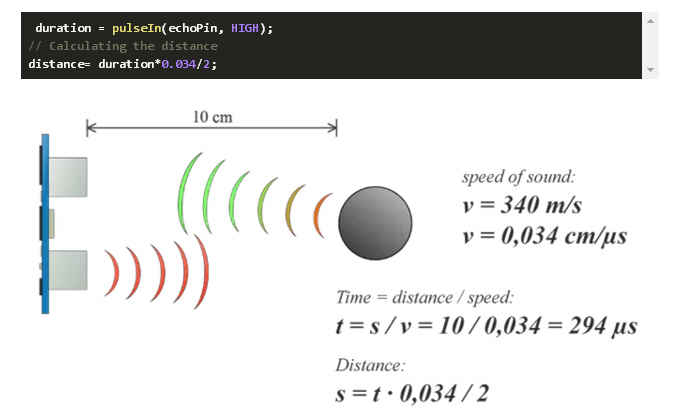 duration = pulseIn(echoPin, HIGH);
// Calculating the distance
distance= duration*0.034/2;
10 cm
speed of sound:
v = 340 m/s
v = 0,034 cm/µs
Time = distance / speed:
t = s / v = 10 / 0,034 = 294 µs
Distance:
s = t · 0,034 / 2